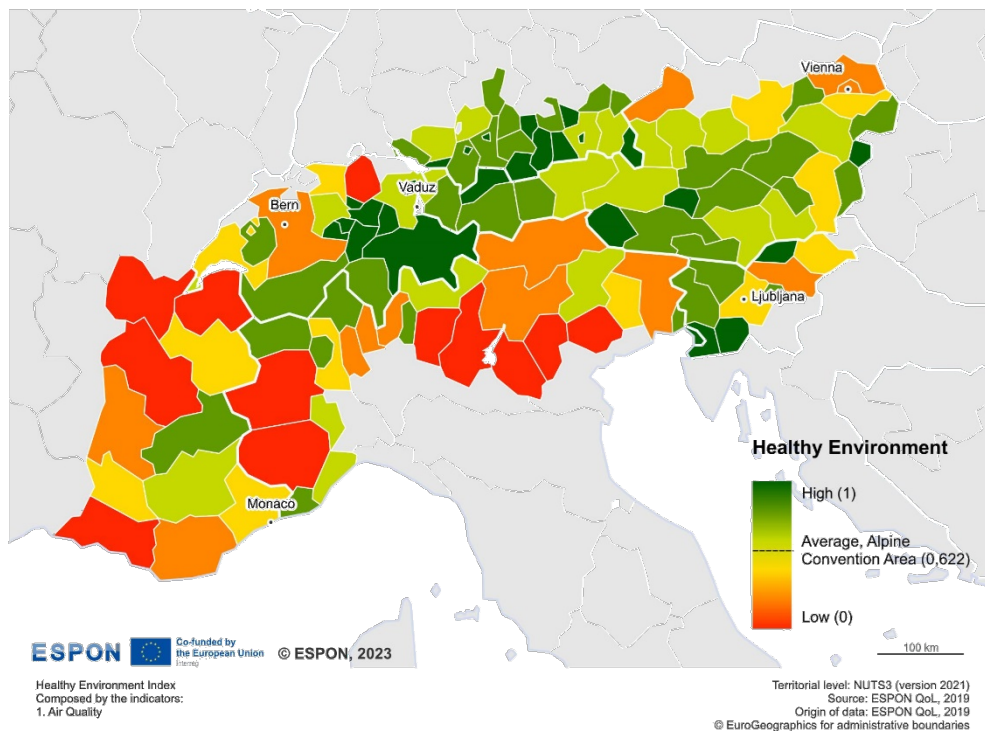 Vienna
Vaduz
Bern
Ljubljana
Monaco
Healthy Environment
High (1)
Average, Alpine
Convention Area (0,622)
Low (0)
100 km
ESPON
Co-funded by
the European Union
Interreg
© ESPON, 2023
Healthy Environment Index
Composed by the indicators:
1. Air Quality
Territorial level: NUTS3 (version 2021)
Source: ESPON QoL, 2019
Origin of data: ESPON QoL, 2019
© EuroGeographics for administrative boundaries